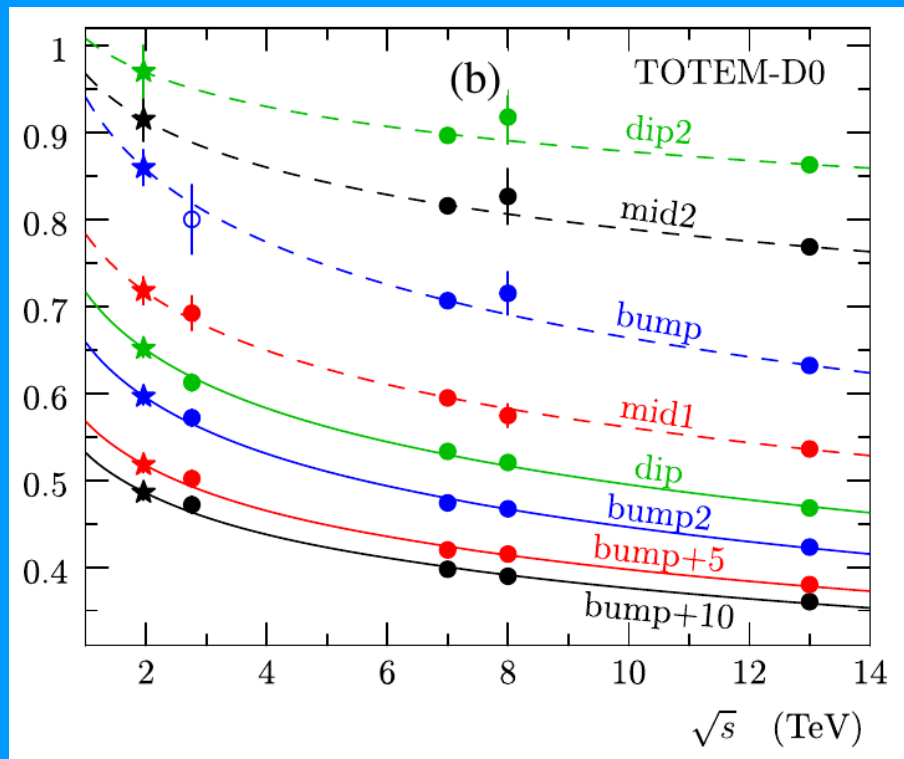 1
(b)
TOTEM-D0
0.9
dip2
0.8
mid2
0.7
bump
0.6
mid1
0.5
dip
bump2
bump+5
0.4
bump+10
2 4 6 8 10 12 14
√s (TeV)